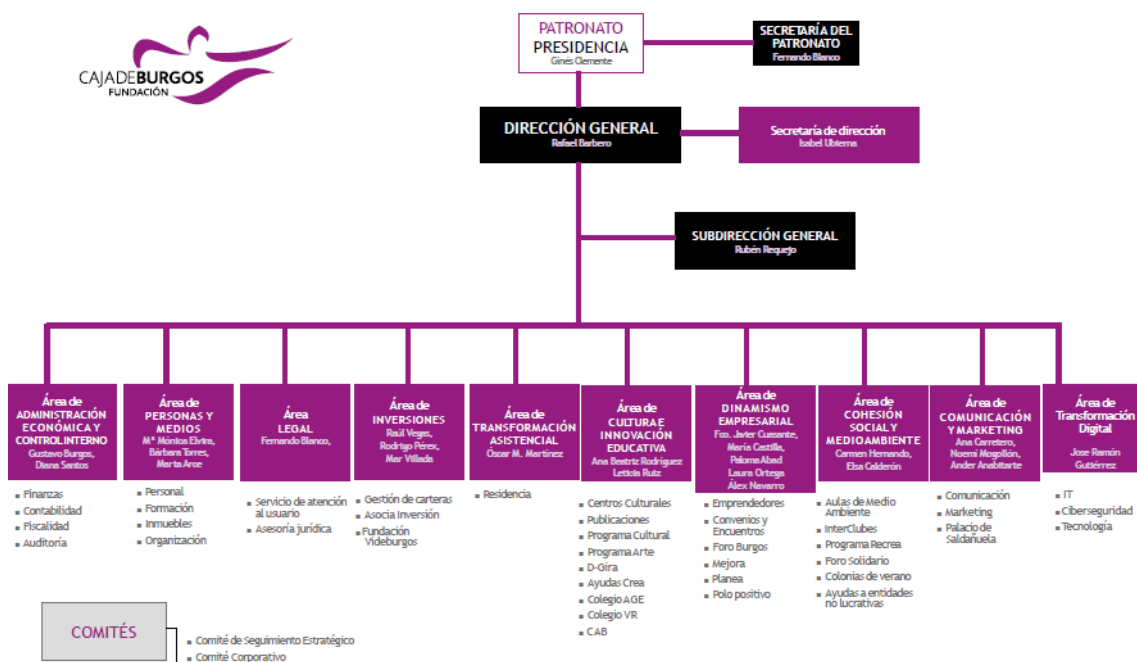 PATRONATO
PRESIDENCIA
Ginés Clemente
SECRETARÍA DEL
PATRONATO
Fernando Blanco
CAJADEBURGOS
FUNDACIÓN
DIRECCIÓN GENERAL
Rafael Barbero
Secretaría de dirección
Isabel Ubierna
SUBDIRECCIÓN GENERAL
Rubén Requejo
Área de
ADMINISTRACIÓN
ECONÓMICA Y
CONTROL INTERNO
Gustavo Burgos,
Diana Santos
▪ Finanzas
▪ Contabilidad
▪ Fiscalidad
▪ Auditoría
Área de
PERSONAS Y
MEDIOS
Mª Mónica Elvira,
Bárbara Torres,
Marta Arce
▪ Personal
▪ Formación
▪ Inmuebles
▪ Organización
Área
LEGAL
Fernando Blanco,
▪ Servicio de atención
al usuario
▪ Asesoría jurídica
Área de
INVERSIONES
Raúl Vegas,
Rodrigo Pérez,
Mar Villada
▪ Gestión de carteras
▪ Asocia Inversión
▪ Fundación
Videburgos
Área de
TRANSFORMACIÓN
ASISTENCIAL
Oscar M. Martínez
▪ Residencia
Área de
CULTURA E
INNOVACIÓN
EDUCATIVA
Ana Beatriz Rodríguez
Leticia Ruiz
▪ Centros Culturales
▪ Publicaciones
▪ Programa Cultural
▪ Programa Arte
▪ D-Gira
▪ Ayudas Crea
▪ Colegio AGE
▪ Colegio VR
▪ CAB
Área de
DINAMISMO
EMPRESARIAL
Fco. Javier Cuasante,
María Castilla,
Paloma Abad
Laura Ortega
Álex Navarro
▪ Emprendedores
▪ Convenios y
Encuentros
▪ Foro Burgos
▪ Mejora
▪ Planea
▪ Polo positivo
Área de
COHESIÓN
SOCIAL Y
MEDIOAMBIENTE
Carmen Hernando,
Elsa Calderón
▪ Aulas de Medio
Ambiente
▪ InterClubes
▪ Programa Recrea
▪ Foro Solidario
▪ Colonias de verano
▪ Ayudas a entidades
no lucrativas
Área de
COMUNICACIÓN
Y MARKETING
Ana Carretero,
Noemí Mogollón,
Ander Anabitarte
▪ Comunicación
▪ Marketing
▪ Palacio de
Saldañuela
Área de
Transformación
Digital
Jose Ramón
Gutiérrez
▪ IT
▪ Ciberseguridad
▪ Tecnología
COMITÉS
▪ Comité de Seguimiento Estratégico
▪ Comité Corporativo